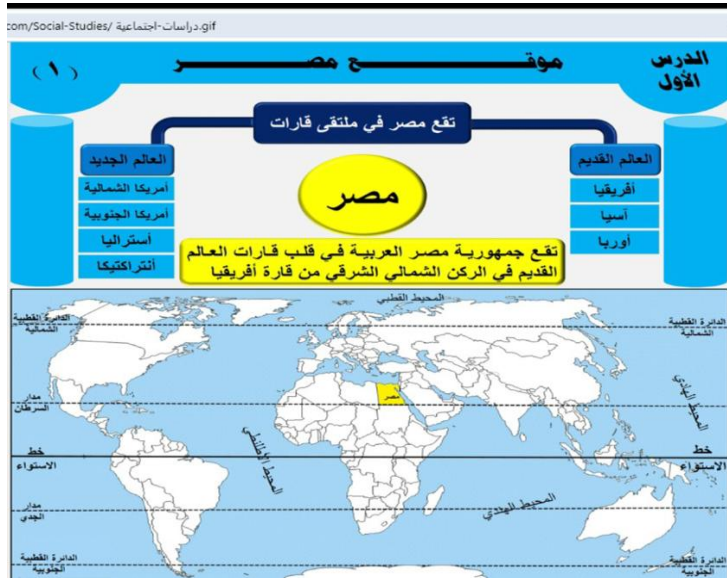 com/Social-Studies/ دراسات-اجتماعية.gif
الدرس
الأول
موقع مصر
(١)
تقع مصر في ملتقى قارات
العالم القديم
أفريقيا
آسيا
أوربا
العالم الجديد
أمريكا الشمالية
أمريكا الجنوبية
أستراليا
أنتراكتيكا
مصر
تقع جمهورية مصر العربية في قلب قارات العالم
القديم في الركن الشمالي الشرقي من قارة أفريقيا
المحيط القطبي
الدائرة القطبية
الشمالية
الدائرة القطبية
الشمالية
مدار
السرطان
مصر
المحيط الهادي
المحيط الأطلنطي
خط
الاستواء
خط
الاستواء
المحيط الهندي
مدار
الجدي
الدائرة القطبية
الجنوبية
الدائرة القطبية
الجنوبية